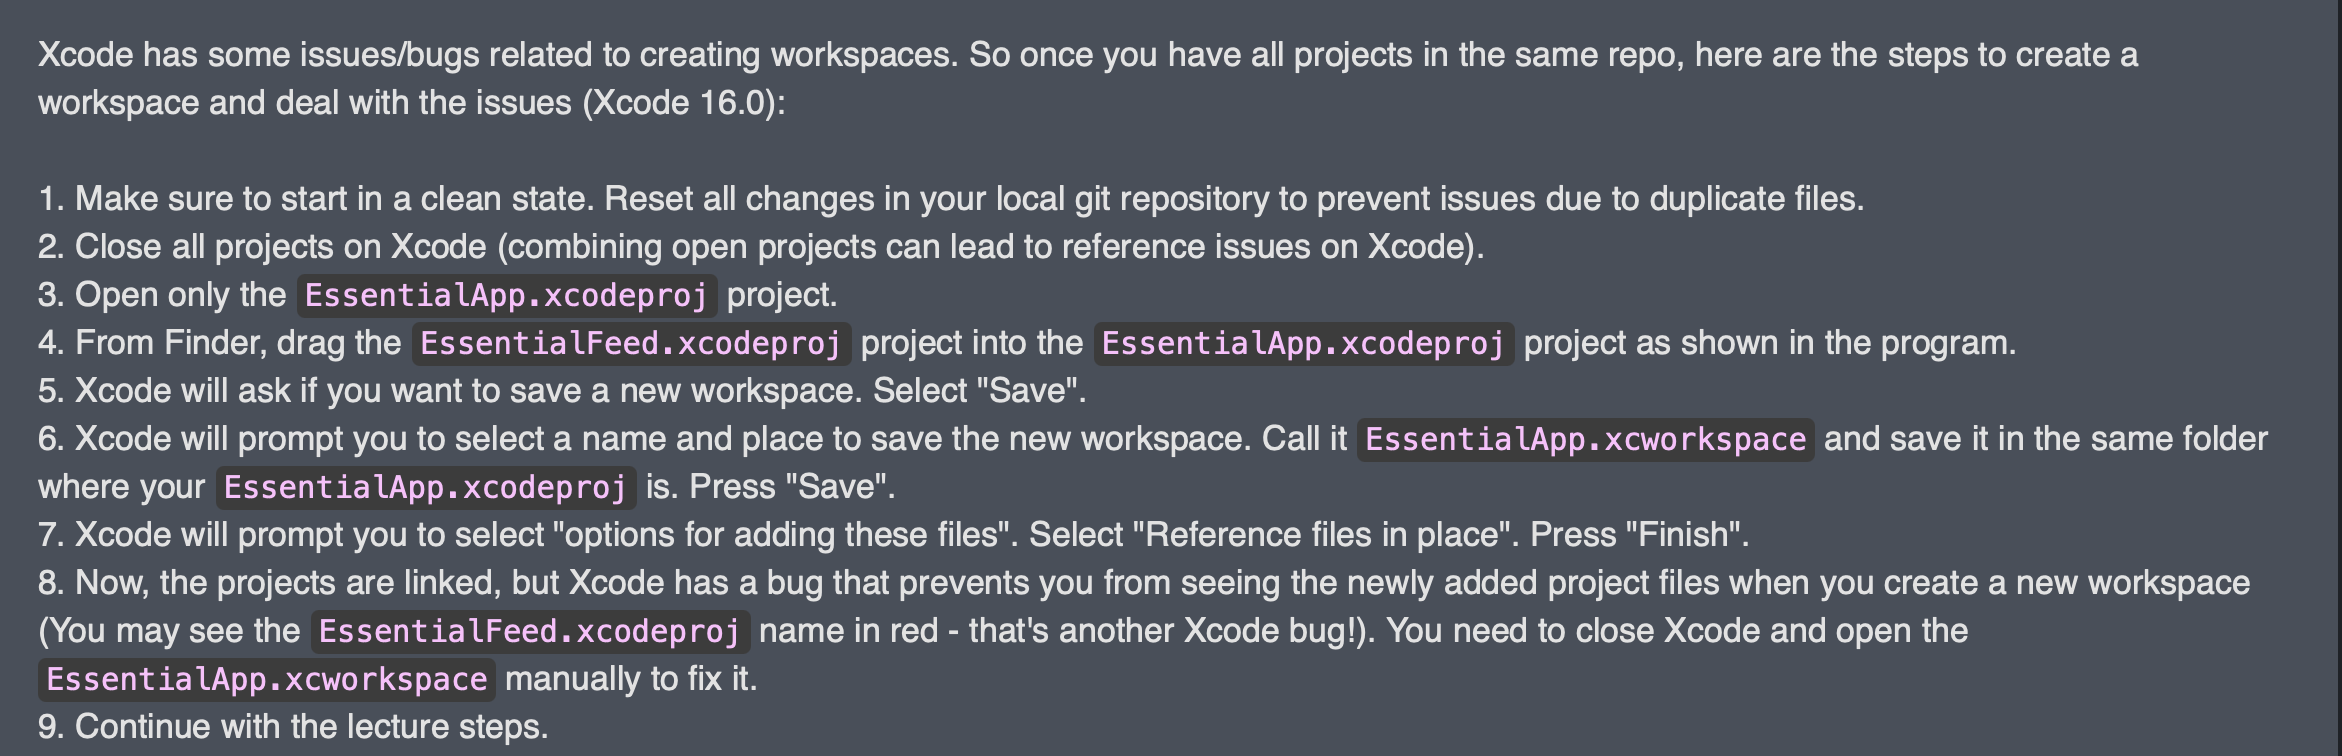 Xcode has some issues/bugs related to creating workspaces. So once you have all projects in the same repo, here are the steps to create a
workspace and deal with the issues (Xcode 16.0):
1. Make sure to start in a clean state. Reset all changes in your local git repository to prevent issues due to duplicate files.
2. Close all projects on Xcode (combining open projects can lead to reference issues on Xcode).
3. Open only the EssentialApp.xcodeproj project.
4. From Finder, drag the EssentialFeed.xcodeproj project into the EssentialApp.xcodeproj project as shown in the program.
5. Xcode will ask if you want to save a new workspace. Select "Save".
6. Xcode will prompt you to select a name and place to save the new workspace. Call it EssentialApp.xcworkspace and save it in the same folder
where your EssentialApp.xcodeproj is. Press "Save".
7. Xcode will prompt you to select "options for adding these files". Select "Reference files in place". Press "Finish".
8. Now, the projects are linked, but Xcode has a bug that prevents you from seeing the newly added project files when you create a new workspace
(You may see the EssentialFeed.xcodeproj name in red - that's another Xcode bug!). You need to close Xcode and open the
EssentialApp.xcworkspace manually to fix it.
9. Continue with the lecture steps.